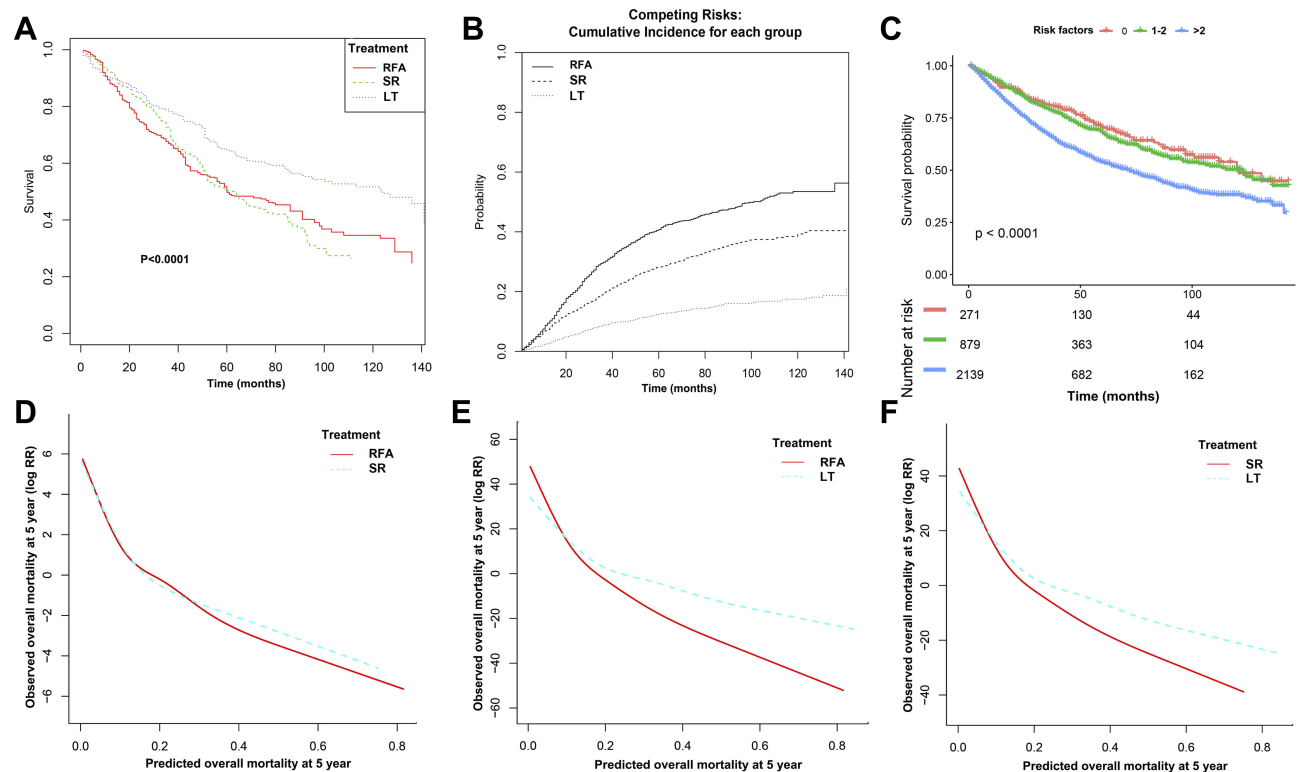 A
Treatment
RFA
SR
LT
Survival
1.0
0.8
0.6
0.4
0.2
0.0
P<0.0001
0 20 40 60 80 100 120 140
Time (months)
B
Competing Risks:
Cumulative Incidence for each group
RFA
SR
LT
Probability
1.0
0.8
0.6
0.4
0.2
0.0
20 40 60 80 100 120 140
Time (months)
C
Risk factors 0 1-2 >2
Survival probability
1.00
0.75
0.50
0.25
0.00
p < 0.0001
0 50 100
Number at risk
271 130 44
879 363 104
2139 682 162
Time (months)
D
Treatment
RFA
SR
Observed overall mortality at 5 year (log RR)
6
4
2
0
−2
−4
−6
0.0 0.2 0.4 0.6 0.8
Predicted overall mortality at 5 year
E
Treatment
RFA
LT
Observed overall mortality at 5 year (log RR)
60
40
20
0
−20
−40
−60
0.0 0.2 0.4 0.6 0.8
Predicted overall mortality at 5 year
F
Treatment
SR
LT
Observed overall mortality at 5 year (log RR)
40
20
0
−20
−40
0.0 0.2 0.4 0.6 0.8
Predicted overall mortality at 5 year